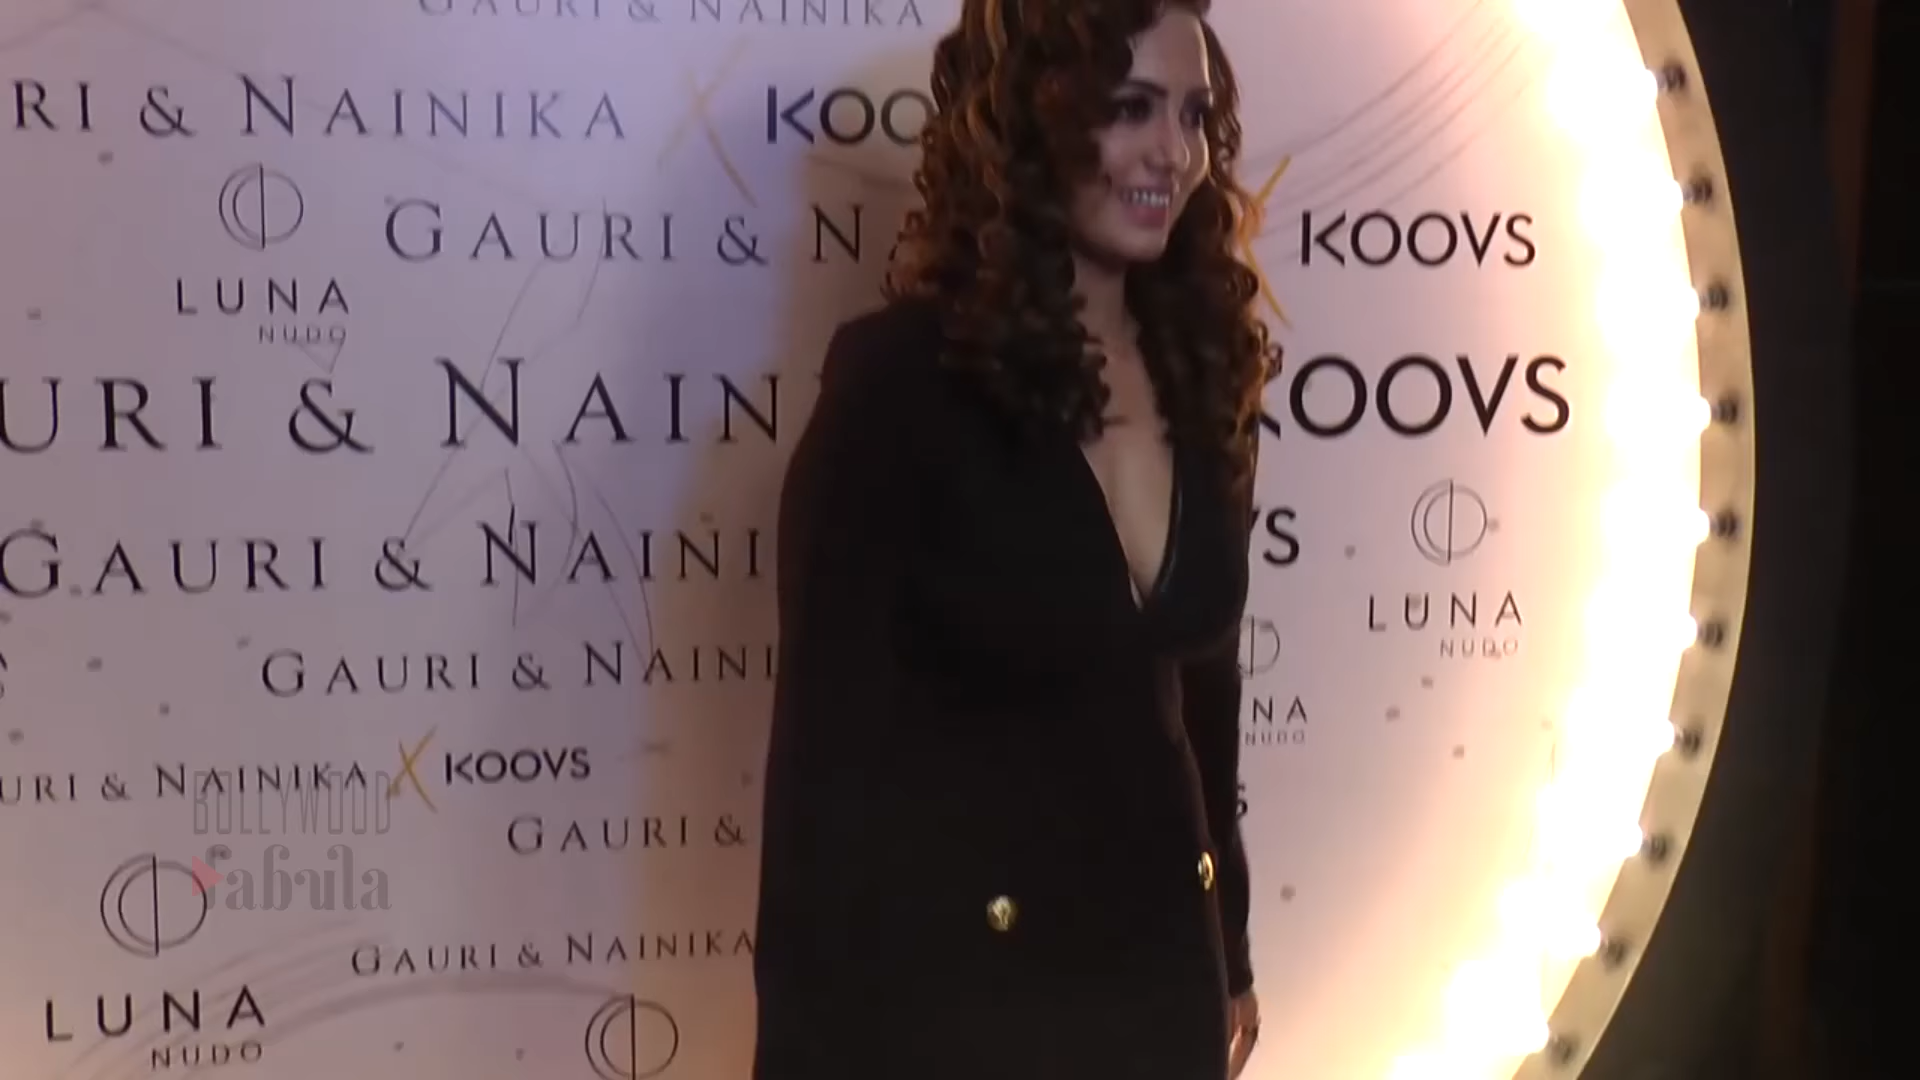 GAURI & NAINIKA
RI & NAINIKA X KOO
GAURI & N
X KOOVS
LUNA
NUDO
URI & NAIN
KOOVS
GAURI & NAINI
VS
LUNA
NUDO
GAURI & NAINI
NA
NUDO
URI & NAINIKA X KOOVS
BOLLYWOOD
fabula
GAURI &
S
GAURI & NAINIKA
LUNA
NUDO